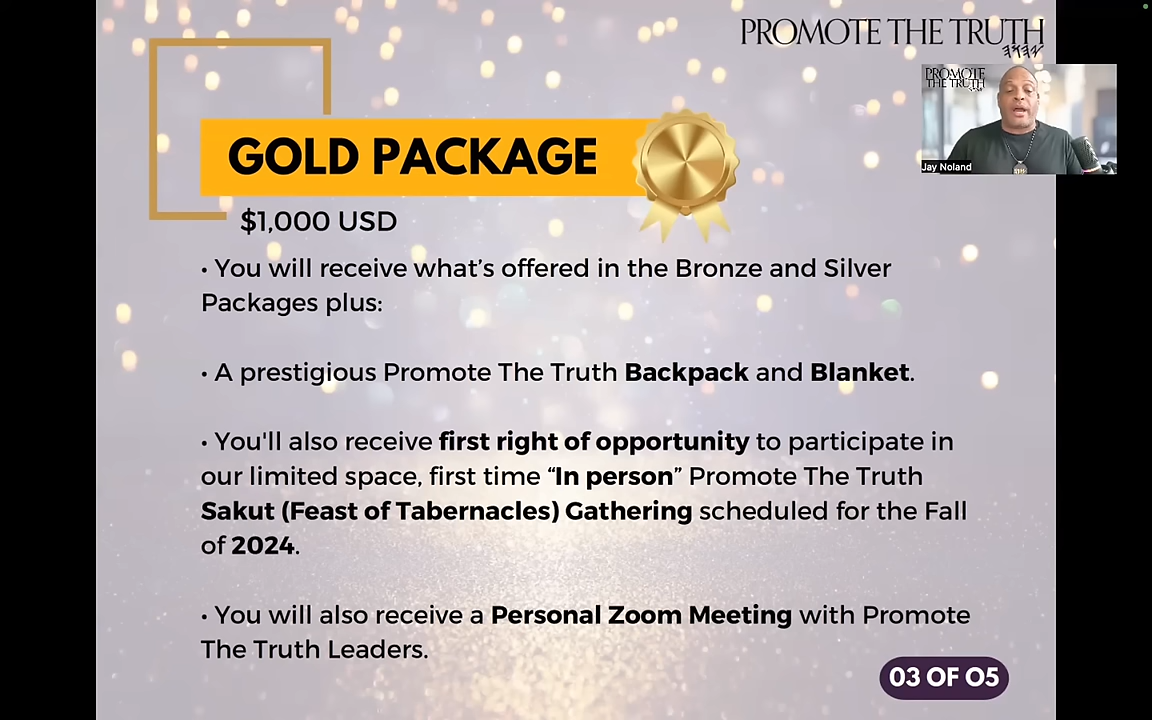 PROMOTE THE TRUTH
𐤉𐤄𐤅𐤄
PROMOTE
THE TRUTH
Jay Noland
GOLD PACKAGE
$1,000 USD
• You will receive what’s offered in the Bronze and Silver
Packages plus:
• A prestigious Promote The Truth Backpack and Blanket.
• You'll also receive first right of opportunity to participate in
our limited space, first time “In person” Promote The Truth
Sakut (Feast of Tabernacles) Gathering scheduled for the Fall
of 2024.
• You will also receive a Personal Zoom Meeting with Promote
The Truth Leaders.
03 OF 05